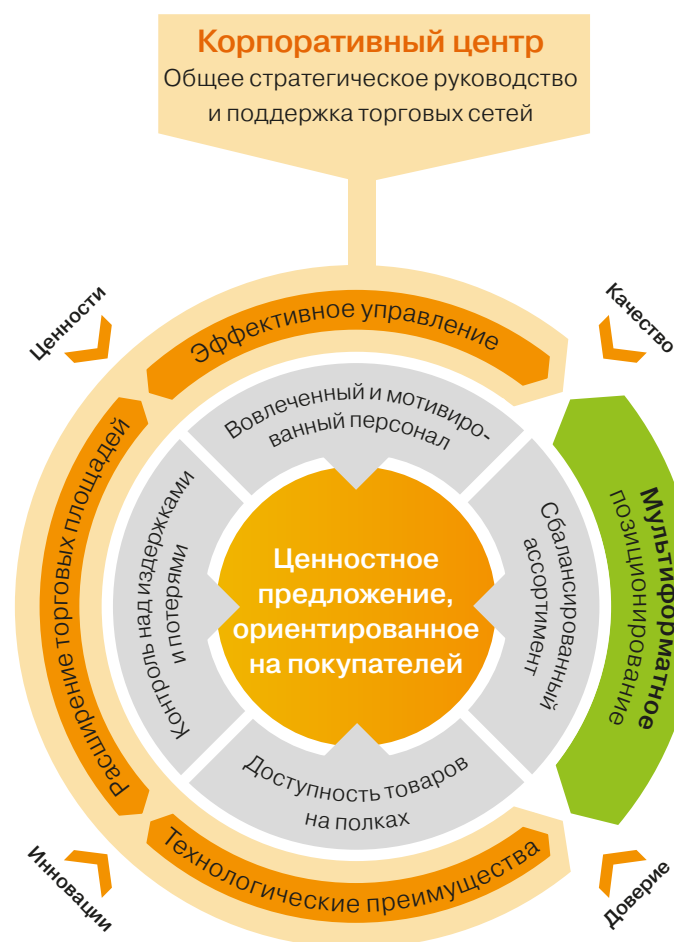 Корпоративный центр
Общее стратегическое руководство
и поддержка торговых сетей
Ценности
Качество
Эффективное управление
Вовлеченный и мотивиро-
ванный персонал
Расширение торговых площадей
Контроль над издержками
и потерями
Ценностное
предложение,
ориентированное
на покупателей
Сбалансированный
ассортимент
Мультиформатное
позиционирование
Доступность товаров
на полках
Технологические преимущества
Инновации
Доверие